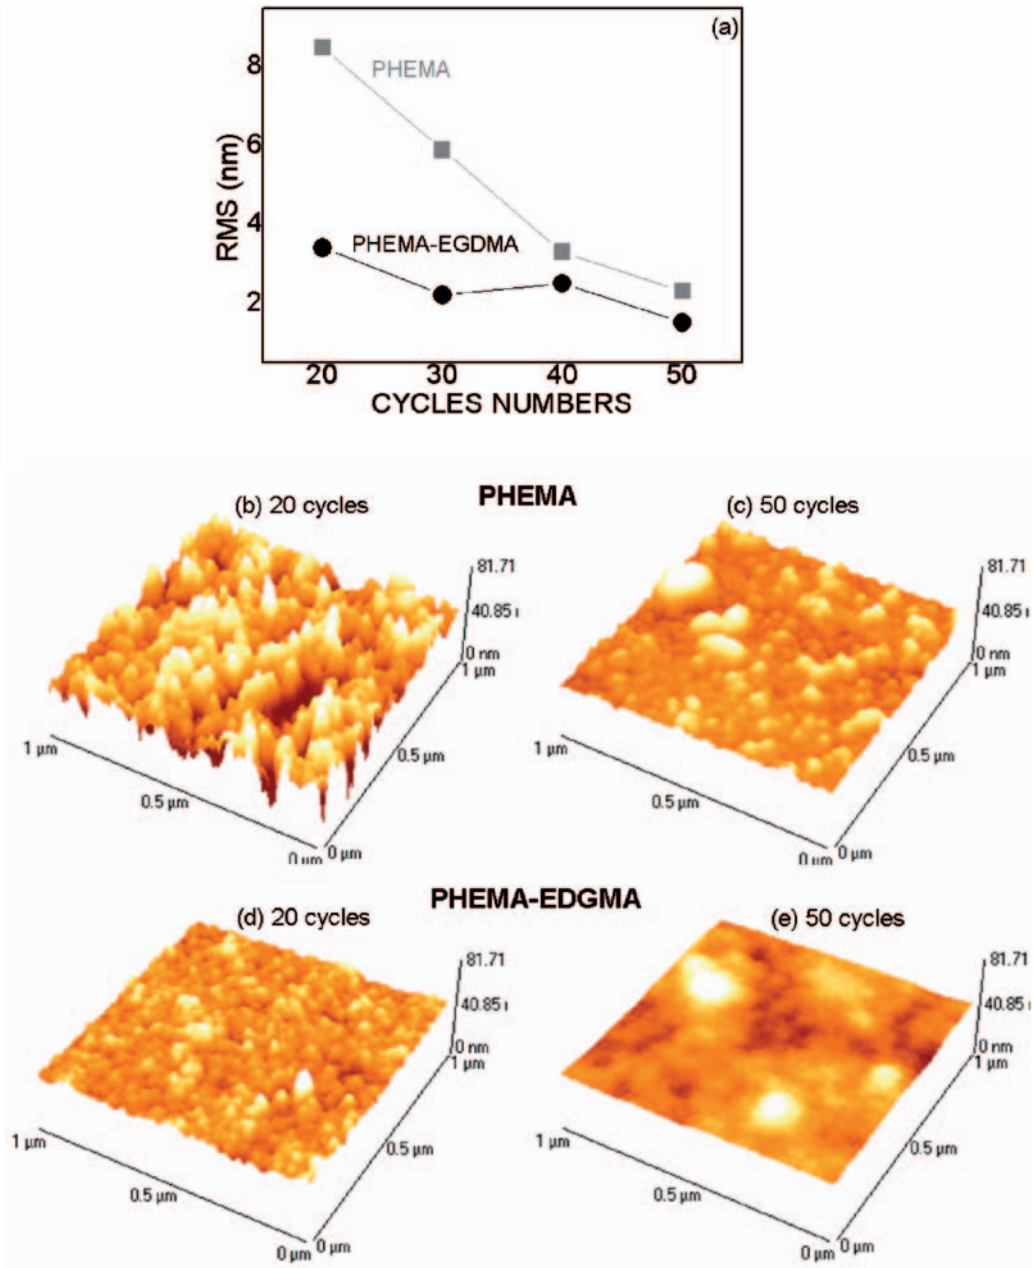 (a)
8
PHEMA
6
RMS (nm)
4
PHEMA-EGDMA
2
20 30 40 50
CYCLES NUMBERS
PHEMA
(b) 20 cycles
(c) 50 cycles
81.71
40.85
0 nm
1 µm
1 µm
0.5 µm
0.5 µm
0 µm
0 µm
81.71
40.85
0 nm
1 µm
1 µm
0.5 µm
0.5 µm
0 µm
0 µm
PHEMA-EDGMA
(d) 20 cycles
(e) 50 cycles
81.71
40.85
0 nm
1 µm
1 µm
0.5 µm
0.5 µm
0 µm
0 µm
81.71
40.85
0 nm
1 µm
1 µm
0.5 µm
0.5 µm
0 µm
0 µm